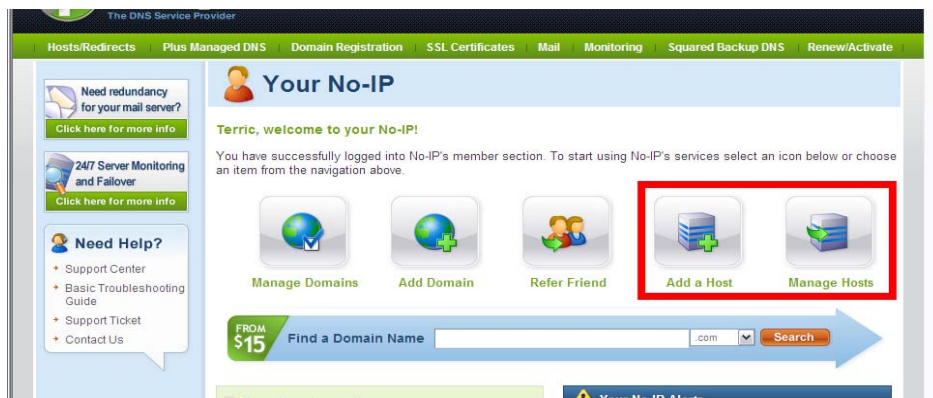 The DNS Service Provider
Hosts/Redirects Plus Managed DNS Domain Registration SSL Certificates Mail Monitoring Squared Backup DNS Renew/Activate
Need redundancy
for your mail server?
Click here for more info
24/7 Server Monitoring
and Failover
Click here for more info
Need Help?
Support Center
Basic Troubleshooting
Guide
Support Ticket
Contact Us
Your No-IP
Terric, welcome to your No-IP!
You have successfully logged into No-IP's member section. To start using No-IP's services select an icon below or choose
an item from the navigation above.
Manage Domains Add Domain Refer Friend Add a Host Manage Hosts
FROM
$15
Find a Domain Name .com Search
Your No-IP Alerts